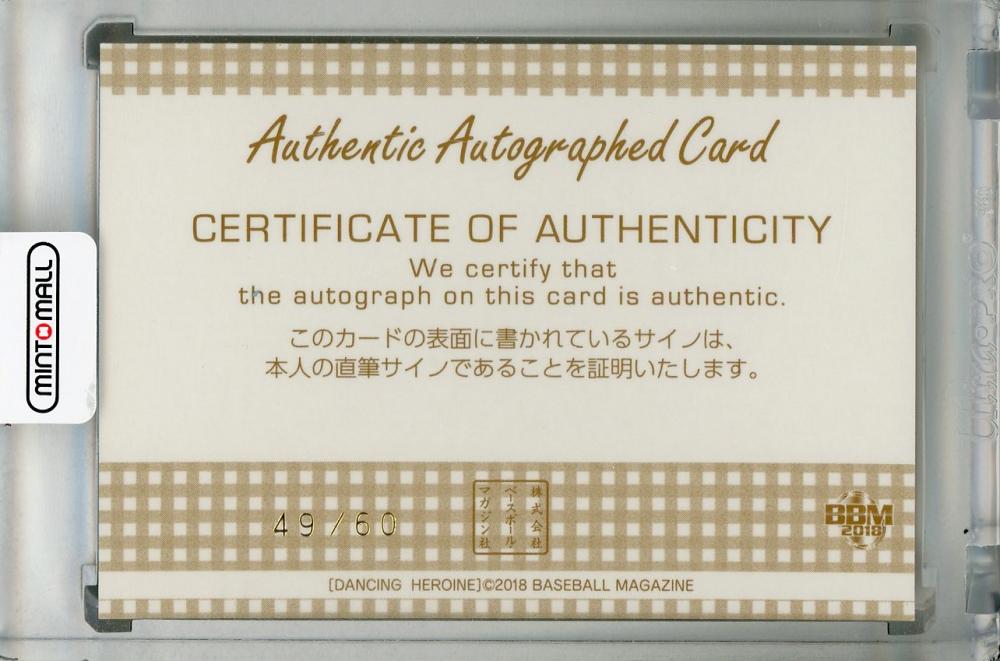 Authentic Autographed Card
CERTIFICATE OF AUTHENTICITY
We certify that
the autograph on this card is authentic.
このカードの表面に書かれているサインは、
本人の直筆サインであることを証明いたします。
MINTOMALL
49/60
株式会社
ベースボール
マガジン社
BBM
2018
[DANCING HEROINE]©2018 BASEBALL MAGAZINE
UltraPRO